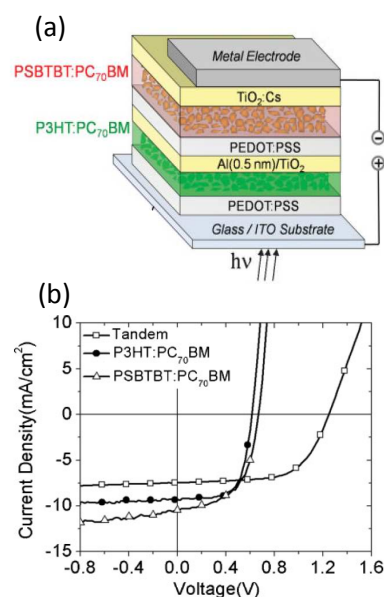 (a)
Metal Electrode
PSBTBT:PC₇₀BM
TiO₂:Cs
P3HT:PC₇₀BM
PEDOT:PSS
Al(0.5 nm)/TiO₂
PEDOT:PSS
Glass / ITO Substrate
hν
(b)
Tandem
P3HT:PC₇₀BM
PSBTBT:PC₇₀BM
Current Density(mA/cm²)
10
5
0
-5
-10
-15
-0.8 -0.4 0.0 0.4 0.8 1.2 1.6
Voltage(V)